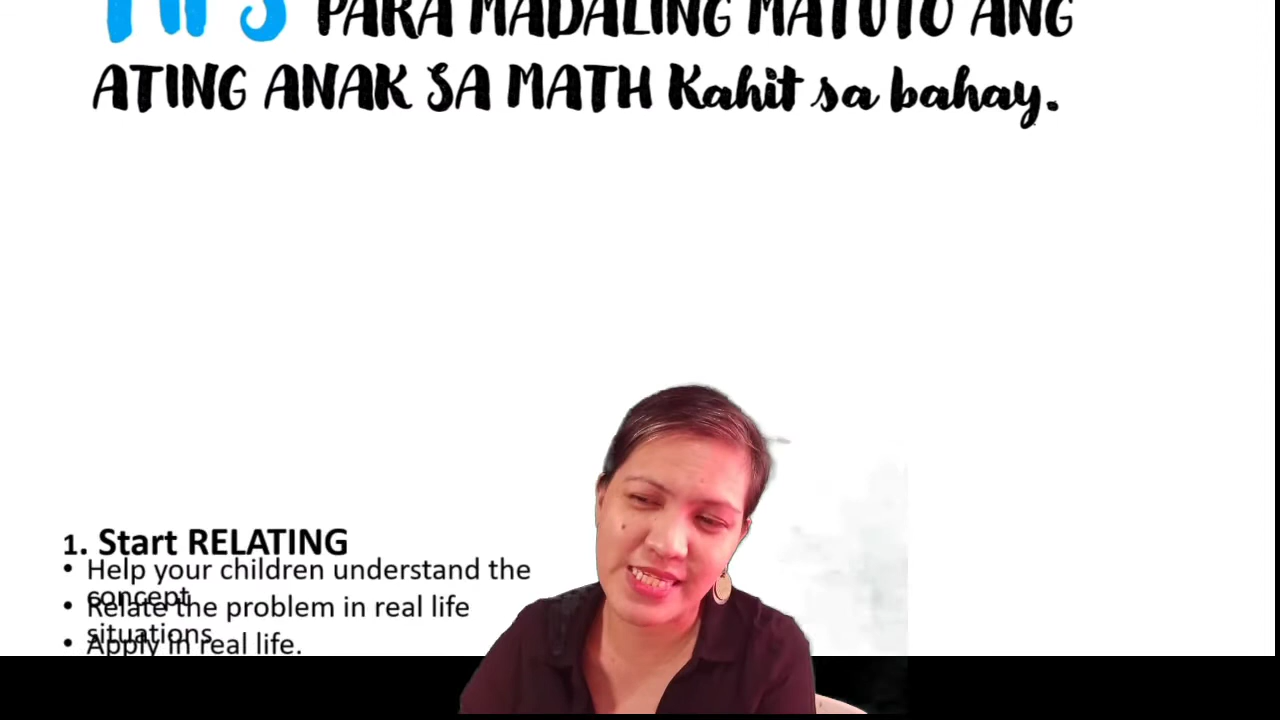 TIPS PARA MADALING MATUTO ANG
ATING ANAK SA MATH Kahit sa bahay.
1. Start RELATING
• Help your children understand the
concept
• Relate the problem in real life
situations
• Apply in real life.